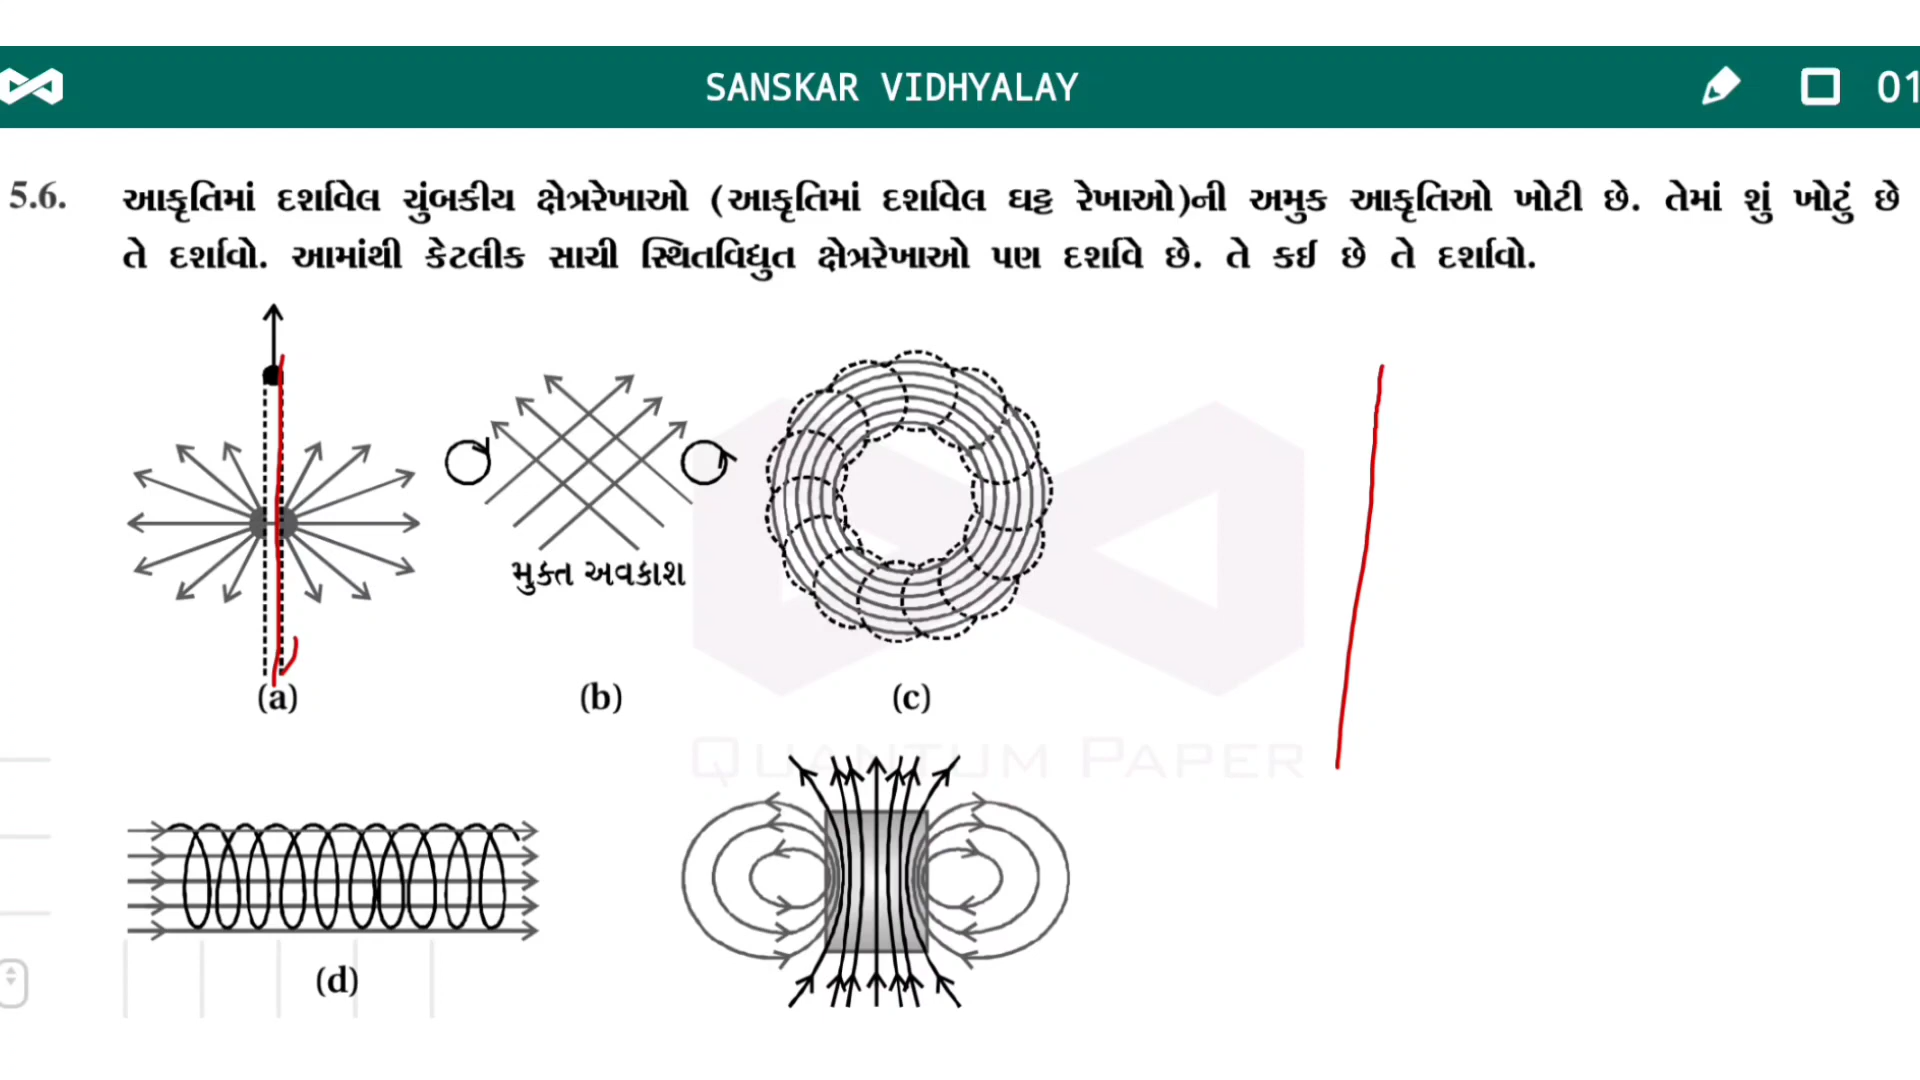 SANSKAR VIDHYALAY
01
5.6. આકૃતિમાં દર્શાવેલ ચુંબકીય ક્ષેત્રરેખાઓ (આકૃતિમાં દર્શાવેલ ઘટ્ટ રેખાઓ)ની અમુક આકૃતિઓ ખોટી છે. તેમાં શું ખોટું છે
તે દર્શાવો. આમાંથી કેટલીક સાચી સ્થિતવિદ્યુત ક્ષેત્રરેખાઓ પણ દર્શાવે છે. તે કઈ છે તે દર્શાવો.
મુક્ત અવકાશ
(a) (b) (c)
QUANTUM PAPER
(d)